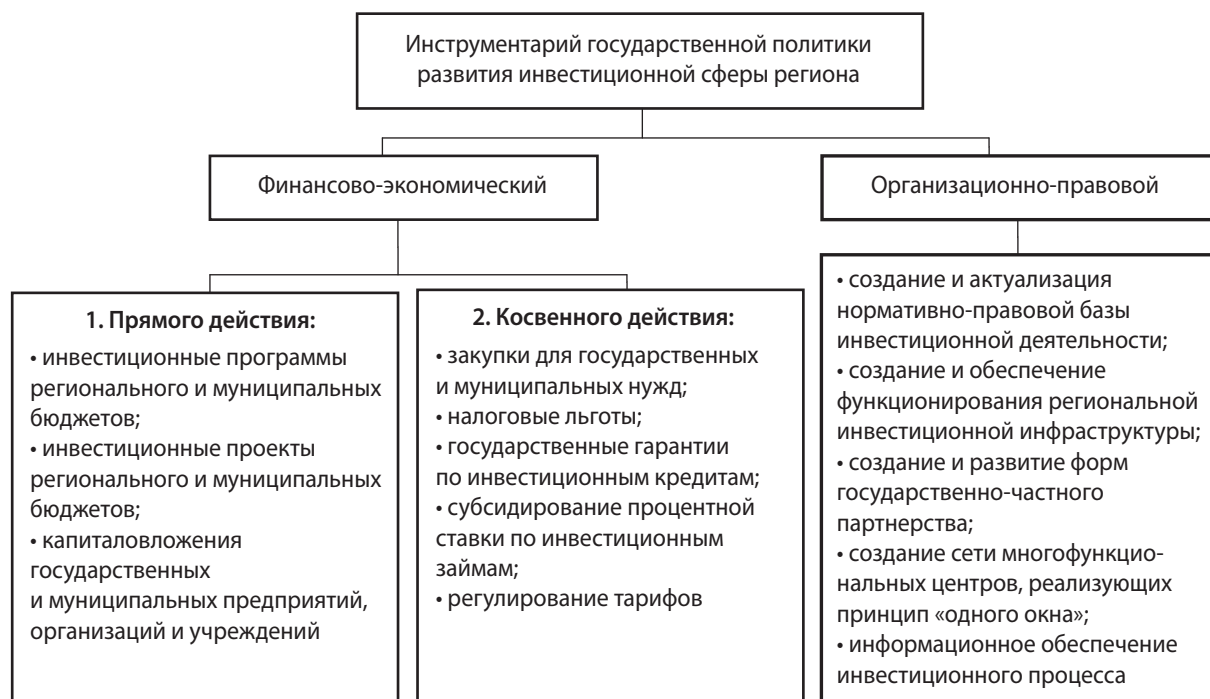 Инструментарий государственной политики
развития инвестиционной сферы региона
Финансово-экономический
Организационно-правовой
1. Прямого действия:
• инвестиционные программы
регионального и муниципальных
бюджетов;
• инвестиционные проекты
регионального и муниципальных
бюджетов;
• капиталовложения
государственных
и муниципальных предприятий,
организаций и учреждений
2. Косвенного действия:
• закупки для государственных
и муниципальных нужд;
• налоговые льготы;
• государственные гарантии
по инвестиционным кредитам;
• субсидирование процентной
ставки по инвестиционным
займам;
• регулирование тарифов
• создание и актуализация
нормативно-правовой базы
инвестиционной деятельности;
• создание и обеспечение
функционирования региональной
инвестиционной инфраструктуры;
• создание и развитие форм
государственно-частного
партнерства;
• создание сети многофункцио-
нальных центров, реализующих
принцип «одного окна»;
• информационное обеспечение
инвестиционного процесса